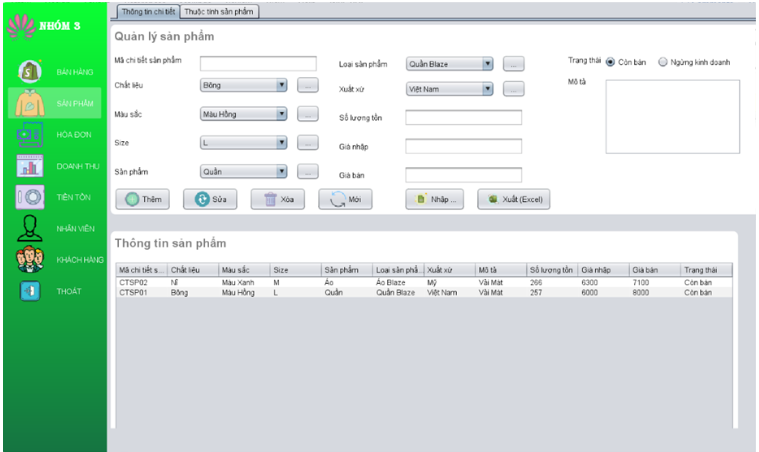 NHÓM 3
BÁN HÀNG
SẢN PHẨM
HÓA ĐƠN
DOANH THU
TIỀN TỒN
NHÂN VIÊN
KHÁCH HÀNG
THOÁT
Thông tin chi tiết Thuộc tính sản phẩm
Quản lý sản phẩm
Mã chi tiết sản phẩm
Chất liệu Bông ...
Màu sắc Màu Hồng ...
Size L ...
Sản phẩm Quần ...
Loại sản phẩm Quần Blaze ...
Xuất xứ Việt Nam ...
Số lượng tồn
Giá nhập
Giá bán
Trạng thái Còn bán Ngừng kinh doanh
Mô tả
Thêm Sửa Xóa Mới Nhập ... Xuất (Excel)
Thông tin sản phẩm
Mã chi tiết s... Chất liệu Màu sắc Size Sản phẩm Loại sản phẩ... Xuất xứ Mô tả Số lượng tồn Giá nhập Giá bán Trạng thái
CTSP02 Nỉ Màu Xanh M Áo Áo Blaze Mỹ Vải Mát 266 6300 7100 Còn bán
CTSP01 Bông Màu Hồng L Quần Quần Blaze Việt Nam Vải Mát 257 6000 8000 Còn bán